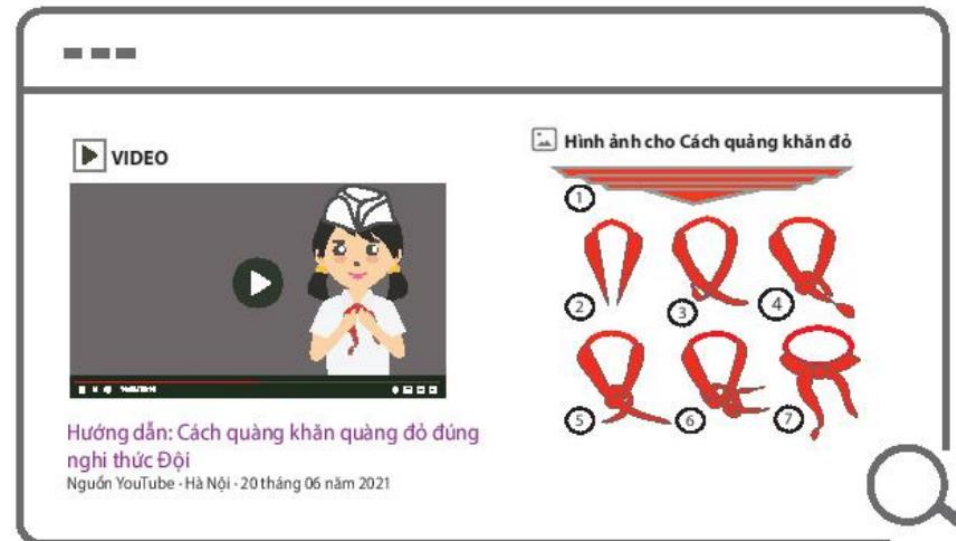 VIDEO
Hướng dẫn: Cách quàng khăn quàng đỏ đúng
nghi thức Đội
Nguồn YouTube - Hà Nội - 20 tháng 06 năm 2021
Hình ảnh cho Cách quảng khăn đỏ
1
2
3
4
5
6
7